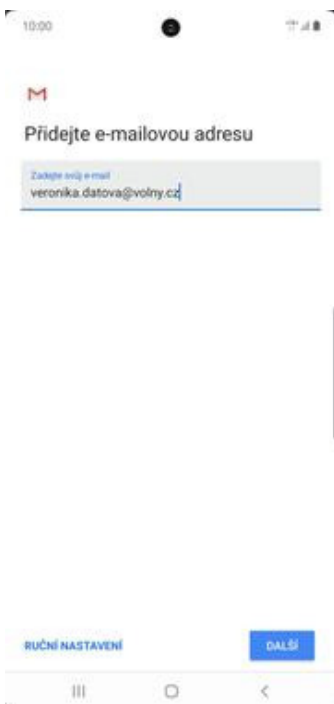 10:00
Přidejte e-mailovou adresu
Zadejte svůj e-mail
veronika.datova@volny.cz
RUČNÍ NASTAVENÍ
DALŠÍ